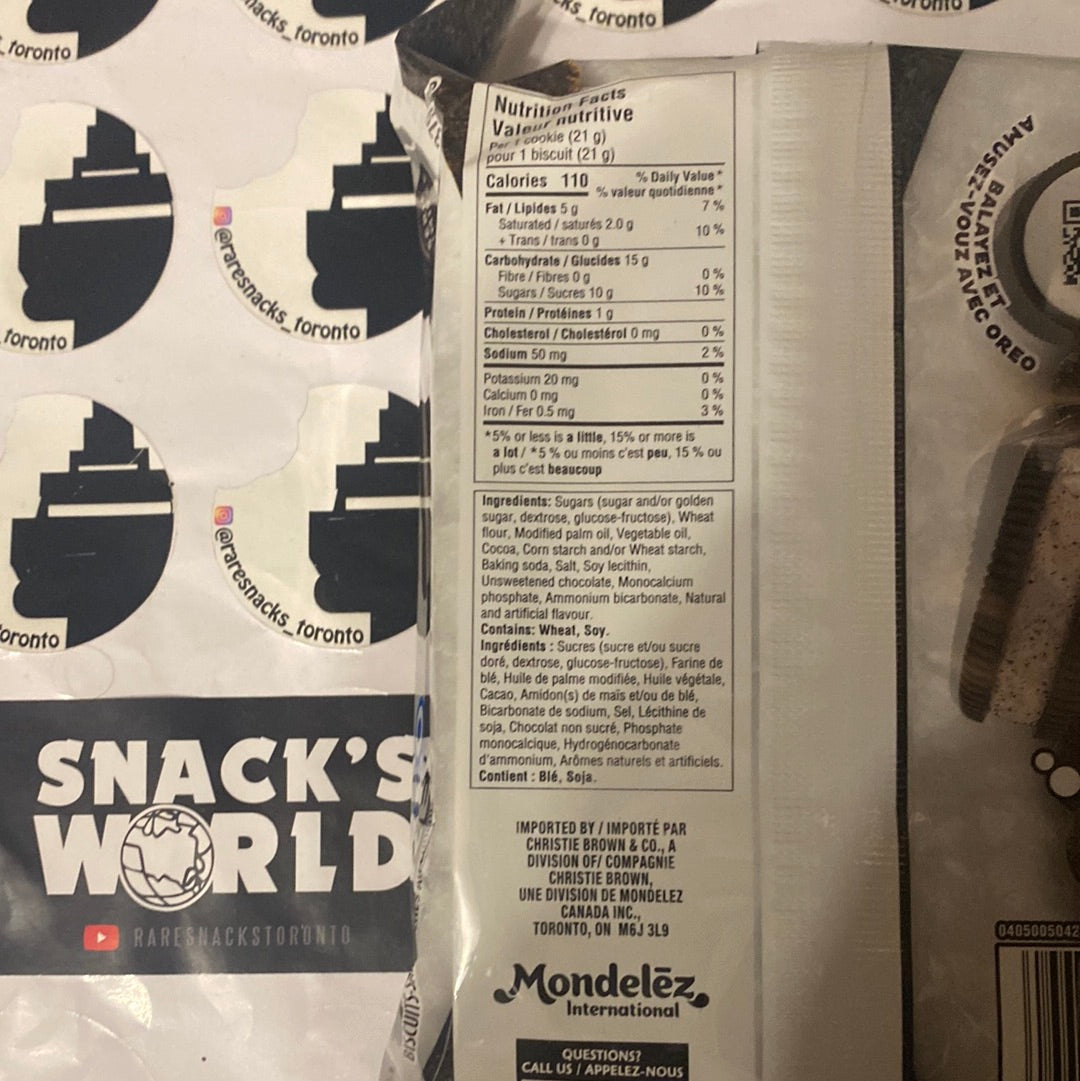 Nutrition Facts
Valeur nutritive
Per 1 cookie (21 g)
pour 1 biscuit (21 g)
Calories 110
% Daily Value*
% valeur quotidienne*
Fat / Lipides 5 g 7 %
Saturated / saturés 2.0 g
+ Trans / trans 0 g 10 %
Carbohydrate / Glucides 15 g
Fibre / Fibres 0 g 0 %
Sugars / Sucres 10 g 10 %
Protein / Protéines 1 g
Cholesterol / Cholestérol 0 mg 0 %
Sodium 50 mg 2 %
Potassium 20 mg 0 %
Calcium 0 mg 0 %
Iron / Fer 0.5 mg 3 %
*5% or less is a little, 15% or more is
a lot / *5 % ou moins c'est peu, 15 % ou
plus c'est beaucoup
Ingredients: Sugars (sugar and/or golden
sugar, dextrose, glucose-fructose), Wheat
flour, Modified palm oil, Vegetable oil,
Cocoa, Corn starch and/or Wheat starch,
Baking soda, Salt, Soy lecithin,
Unsweetened chocolate, Monocalcium
phosphate, Ammonium bicarbonate, Natural
and artificial flavour.
Contains: Wheat, Soy.
Ingrédients : Sucres (sucre et/ou sucre
doré, dextrose, glucose-fructose), Farine de
blé, Huile de palme modifiée, Huile végétale,
Cacao, Amidon(s) de maïs et/ou de blé,
Bicarbonate de sodium, Sel, Lécithine de
soja, Chocolat non sucré, Phosphate
monocalcique, Hydrogénocarbonate
d'ammonium, Arômes naturels et artificiels.
Contient : Blé, Soja.
IMPORTED BY / IMPORTÉ PAR
CHRISTIE BROWN & CO., A
DIVISION OF/ COMPAGNIE
CHRISTIE BROWN,
UNE DIVISION DE MONDELEZ
CANADA INC.,
TORONTO, ON M6J 3L9
Mondelēz
International
QUESTIONS?
CALL US / APPELEZ-NOUS
BALAYEZ ET
AMUSEZ-VOUZ AVEC OREO
0405005042
BISCUITS-S
acks_toronto
_toronto
ks_toronto
toronto
@raresnacks_toronto
toronto
@raresnacks_toronto
oronto
SNACK'S
WORLD
RARESNACKSTORONTO